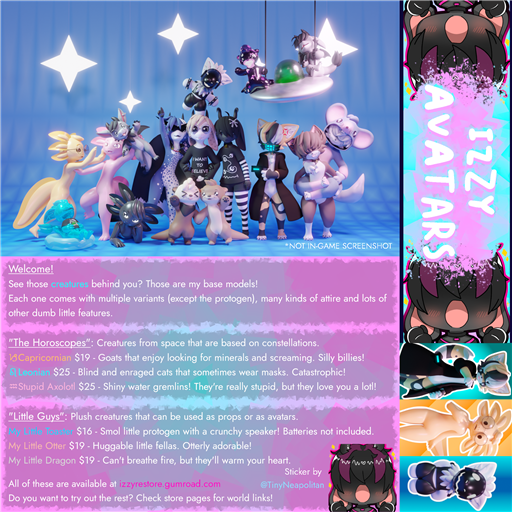 I WANT
TO
BELIEVE
*NOT IN-GAME SCREENSHOT
IZZY
AVATARS
Welcome!
See those creatures behind you? Those are my base models!
Each one comes with multiple variants (except the protogen), many kinds of attire and lots of
other dumb little features.
"The Horoscopes": Creatures from space that are based on constellations.
♑Capricornian $19 - Goats that enjoy looking for minerals and screaming. Silly billies!
♌Leonian $25 - Blind and enraged cats that sometimes wear masks. Catastrophic!
♒Stupid Axolotl $25 - Shiny water gremlins! They're really stupid, but they love you a lot!
"Little Guys": Plush creatures that can be used as props or as avatars.
My Little Toaster $16 - Smol little protogen with a crunchy speaker! Batteries not included.
My Little Otter $19 - Huggable little fellas. Otterly adorable!
My Little Dragon $19 - Can't breathe fire, but they'll warm your heart.
Sticker by
@TinyNeapolitan
All of these are available at izzyrestore.gumroad.com
Do you want to try out the rest? Check store pages for world links!